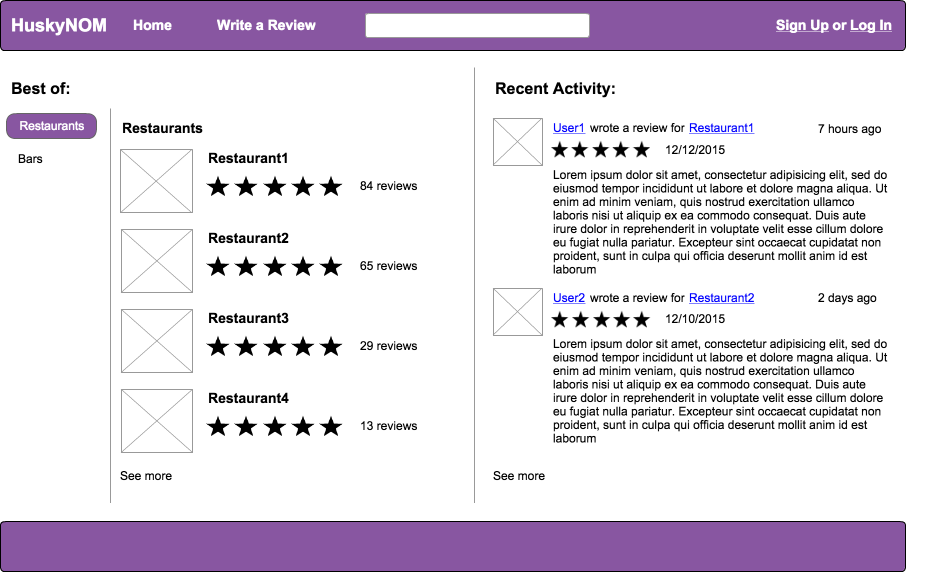 HuskyNOM Home Write a Review Sign Up or Log In
Best of:
Restaurants
Bars
Restaurants
Restaurant1
84 reviews
Restaurant2
65 reviews
Restaurant3
29 reviews
Restaurant4
13 reviews
See more
Recent Activity:
User1 wrote a review for Restaurant1 7 hours ago
12/12/2015
Lorem ipsum dolor sit amet, consectetur adipisicing elit, sed do
eiusmod tempor incididunt ut labore et dolore magna aliqua. Ut
enim ad minim veniam, quis nostrud exercitation ullamco
laboris nisi ut aliquip ex ea commodo consequat. Duis aute
irure dolor in reprehenderit in voluptate velit esse cillum dolore
eu fugiat nulla pariatur. Excepteur sint occaecat cupidatat non
proident, sunt in culpa qui officia deserunt mollit anim id est
laborum
User2 wrote a review for Restaurant2 2 days ago
12/10/2015
Lorem ipsum dolor sit amet, consectetur adipisicing elit, sed do
eiusmod tempor incididunt ut labore et dolore magna aliqua. Ut
enim ad minim veniam, quis nostrud exercitation ullamco
laboris nisi ut aliquip ex ea commodo consequat. Duis aute
irure dolor in reprehenderit in voluptate velit esse cillum dolore
eu fugiat nulla pariatur. Excepteur sint occaecat cupidatat non
proident, sunt in culpa qui officia deserunt mollit anim id est
laborum
See more